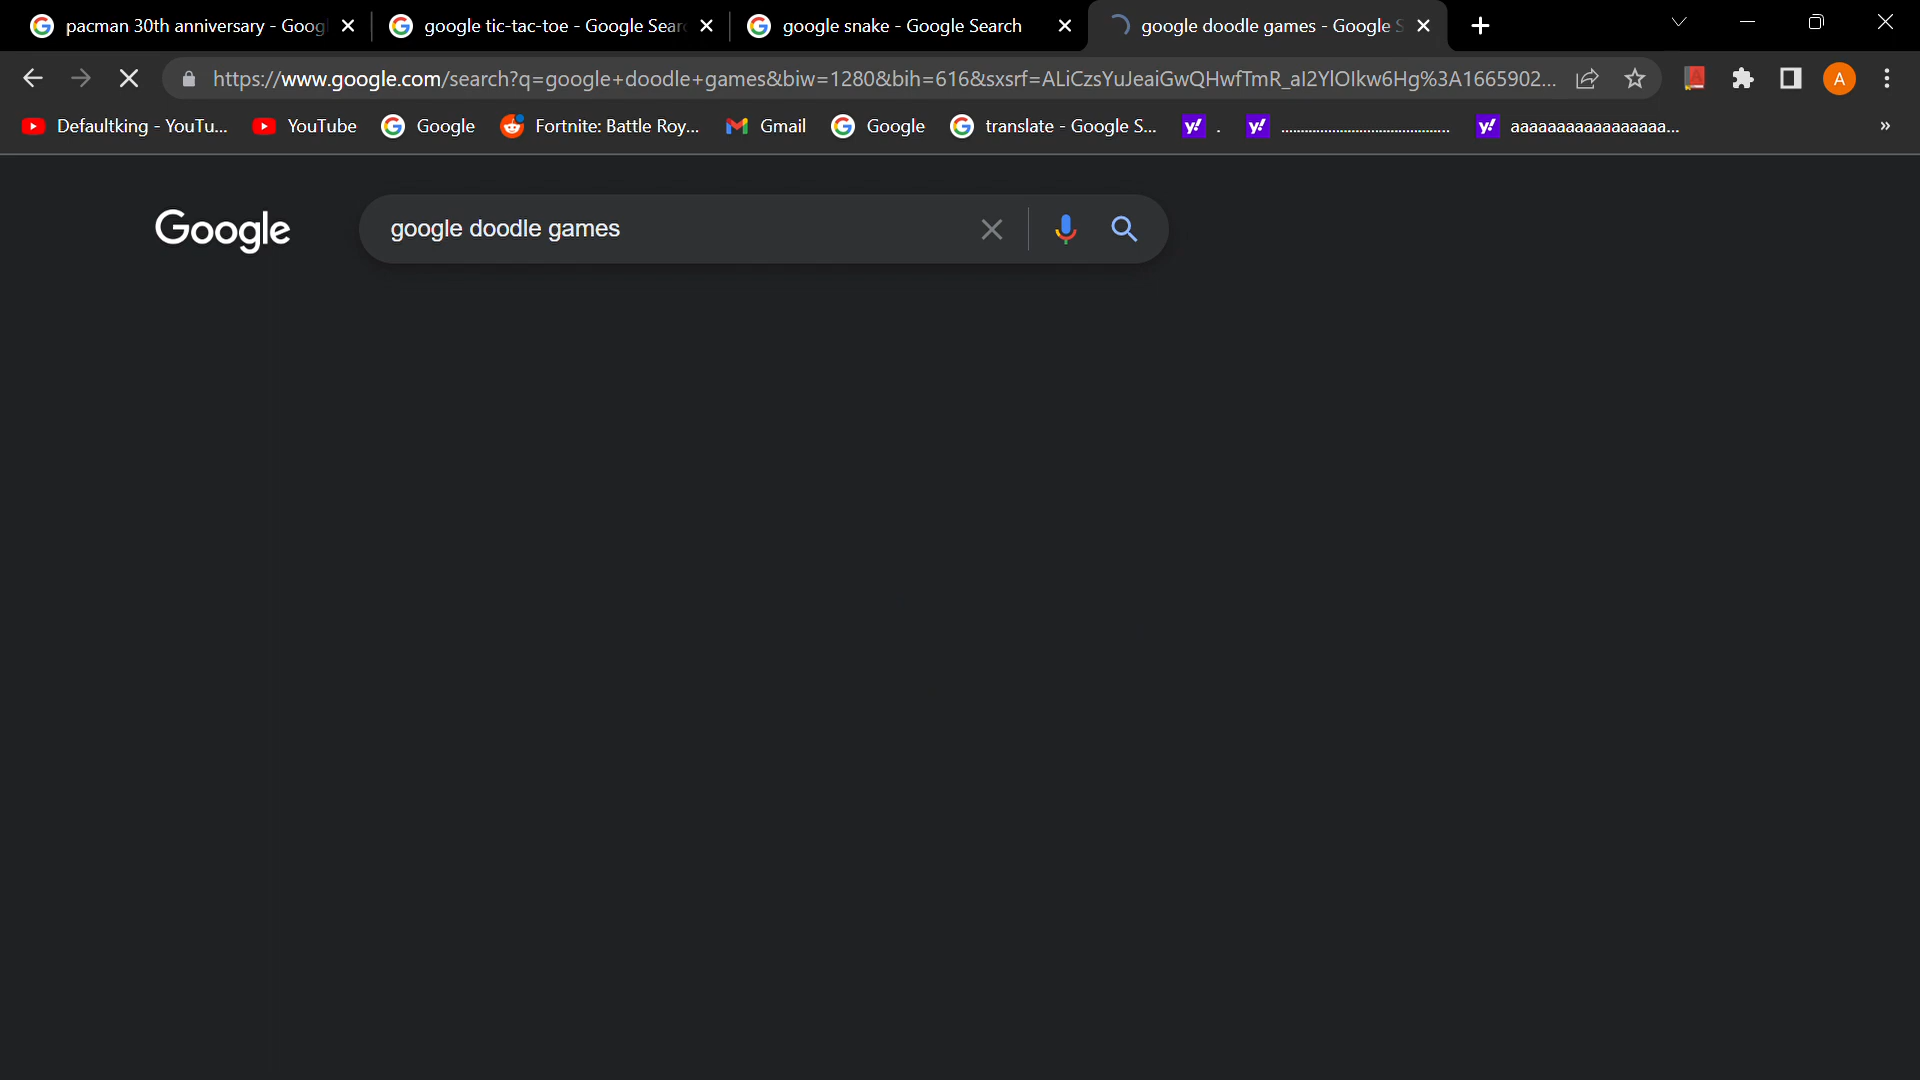 pacman 30th anniversary - Goog
google tic-tac-toe - Google Sear
google snake - Google Search
google doodle games - Google S
https://www.google.com/search?q=google+doodle+games&biw=1280&bih=616&sxsrf=ALiCzsYuJeaiGwQHwfTmR_al2YlOlkw6Hg%3A1665902...
A
Defaultking - YouTu...
YouTube
Google
Fortnite: Battle Roy...
Gmail
Google
translate - Google S...
y! .
y! ............................................
y! aaaaaaaaaaaaaaaaa...
»
Google
google doodle games